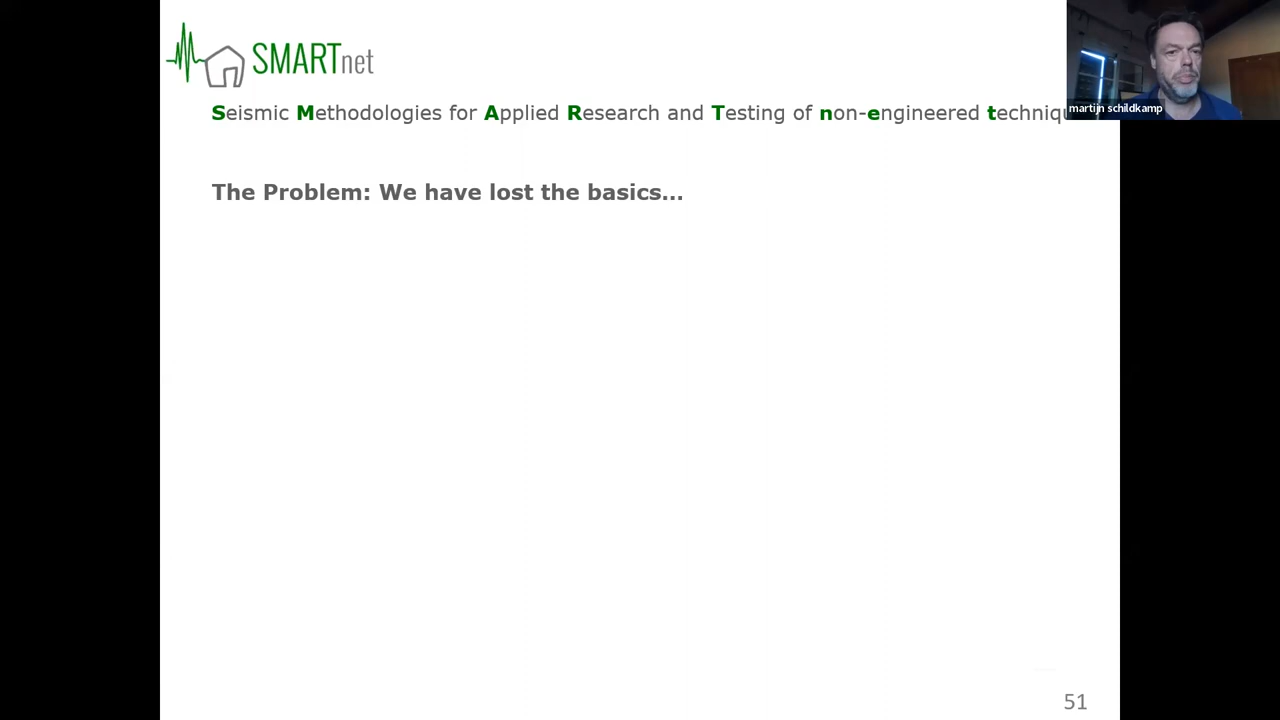 SMARTnet
Seismic Methodologies for Applied Research and Testing of non-engineered techniqu
martijn schildkamp
The Problem: We have lost the basics...
51